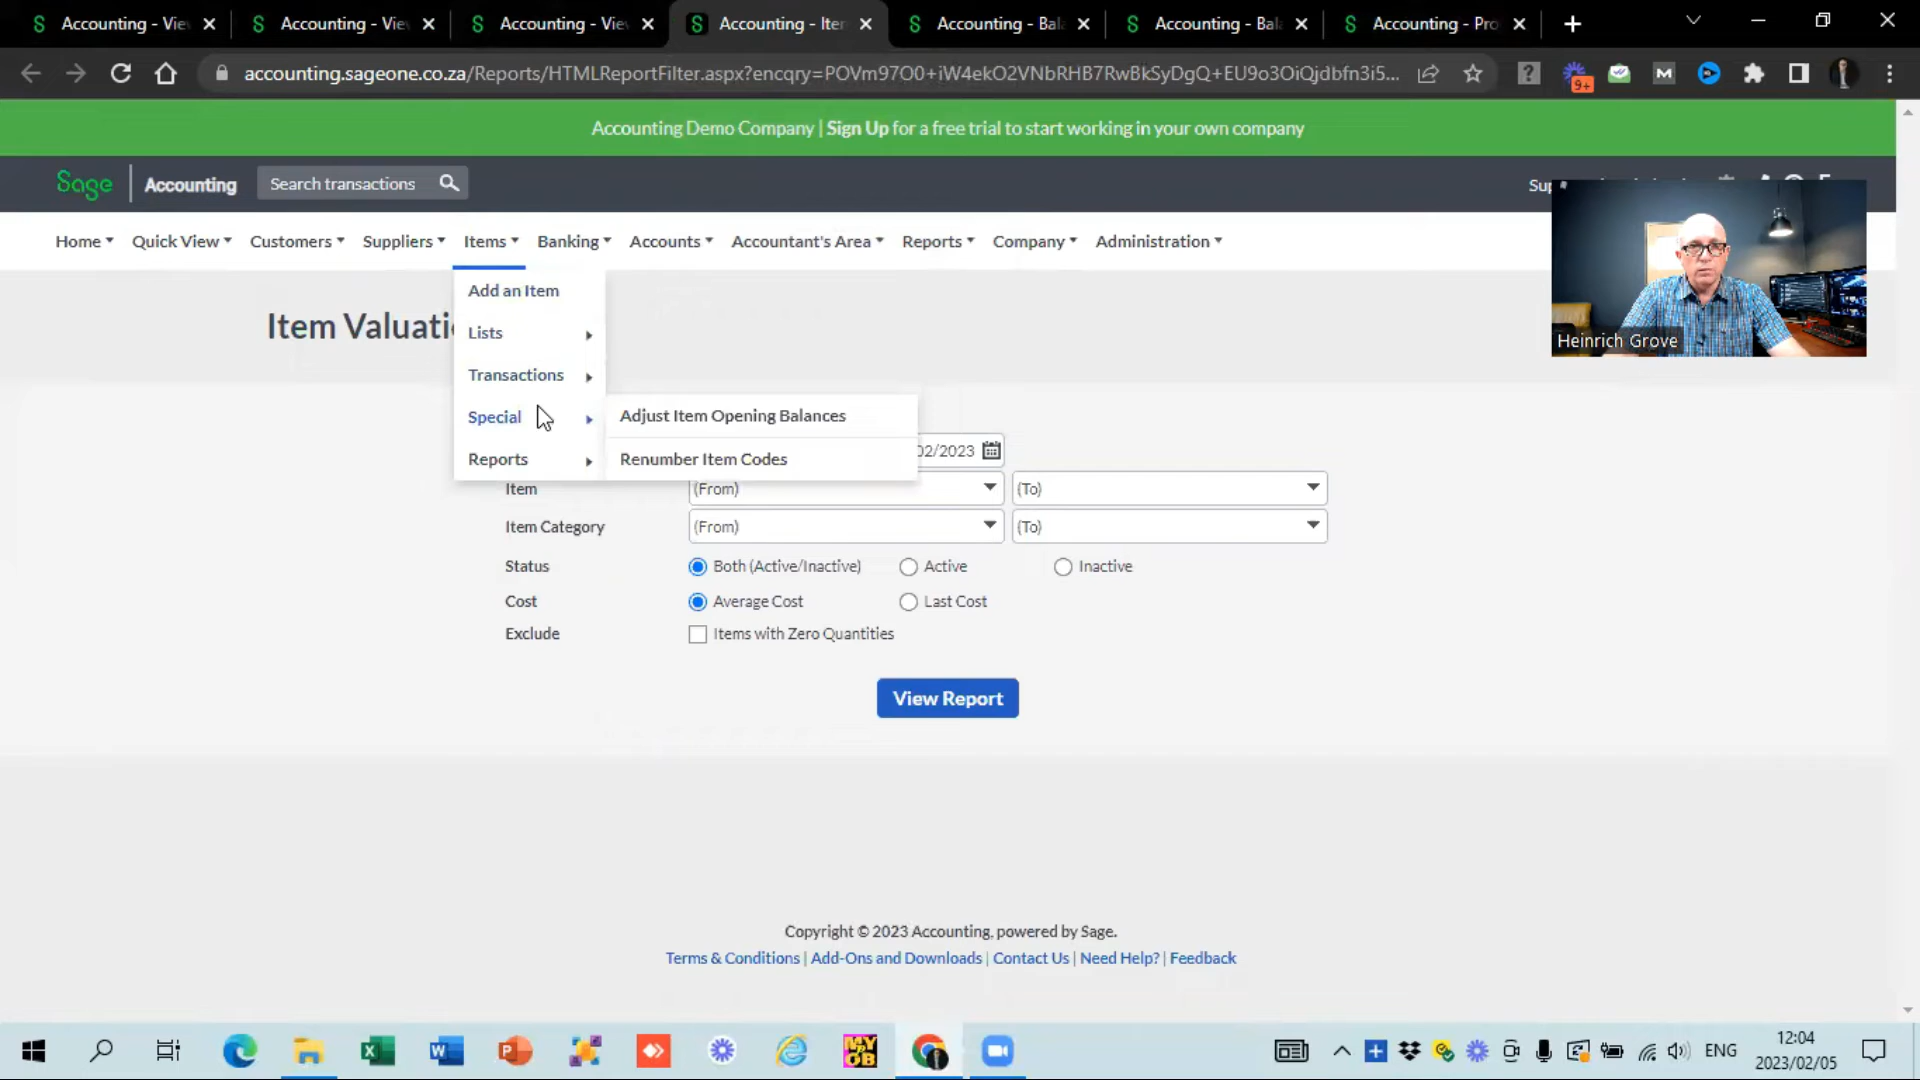 Accounting - Vie
Accounting - Vie
Accounting - Vie
Accounting - Ite
Accounting - Bal
Accounting - Bal
Accounting - Pro
accounting.sageone.co.za/Reports/HTMLReportFilter.aspx?encqry=POVm97O0+iW4ekO2VNbRHB7RwBkSyDgQ+EU9o3OiQjdbfn3i5...
9+
Accounting Demo Company | Sign Up for a free trial to start working in your own company
Sage Accounting Search transactions
Home Quick View Customers Suppliers Items Banking Accounts Accountant's Area Reports Company Administration
Heinrich Grove
Add an Item
Lists
Transactions
Special
Reports
Adjust Item Opening Balances
Renumber Item Codes
Item Valuati
02/2023
Item (From) (To)
Item Category (From) (To)
Status Both (Active/Inactive) Active Inactive
Cost Average Cost Last Cost
Exclude Items with Zero Quantities
View Report
Copyright © 2023 Accounting, powered by Sage.
Terms & Conditions | Add-Ons and Downloads | Contact Us | Need Help? | Feedback
MYOB
ENG
12:04
2023/02/05